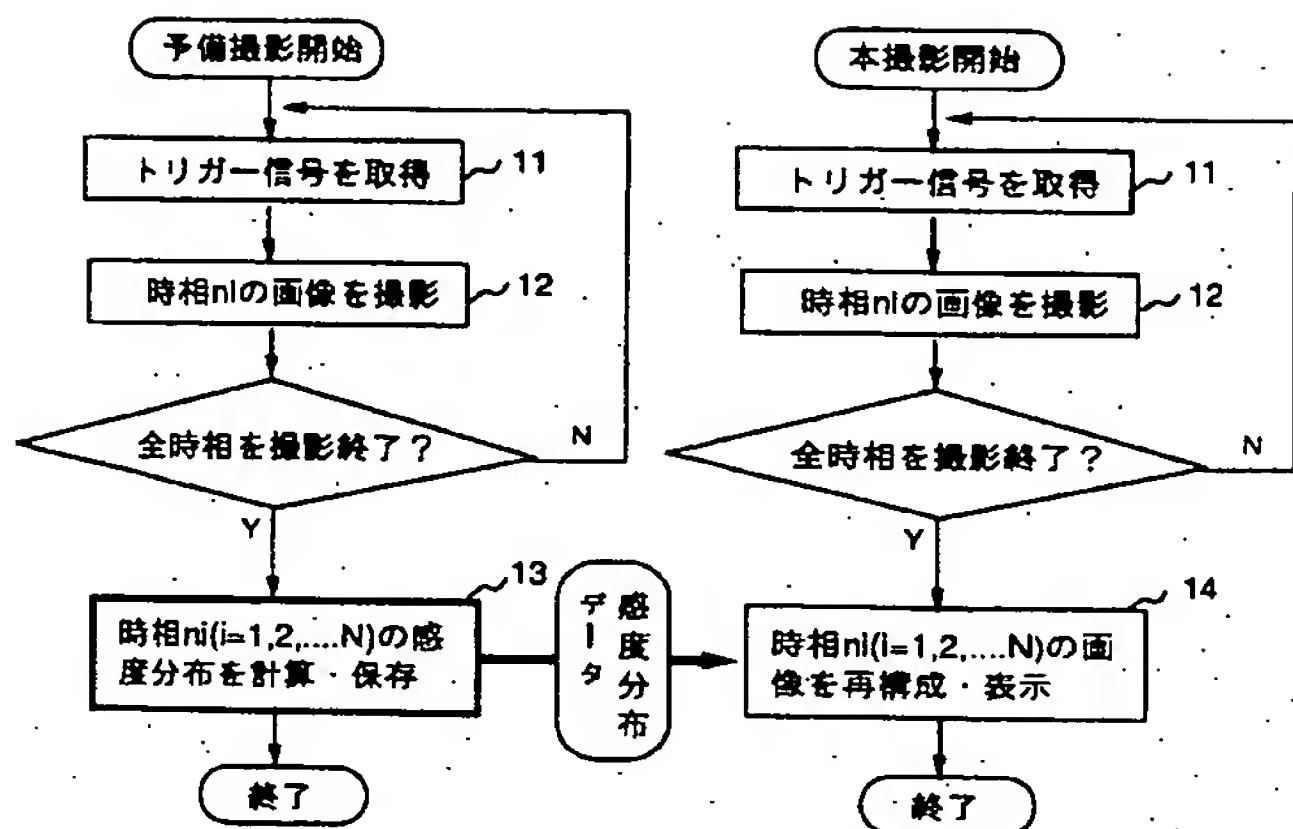 予備撮影開始
トリガー信号を取得
11
時相niの画像を撮影
12
全時相を撮影終了？
N
Y
13
時相ni(i=1,2,....N)の感
度分布を計算・保存
終了
感度分布
データ
本撮影開始
トリガー信号を取得
11
時相niの画像を撮影
12
全時相を撮影終了？
N
Y
14
時相ni(i=1,2,....N)の画
像を再構成・表示
終了